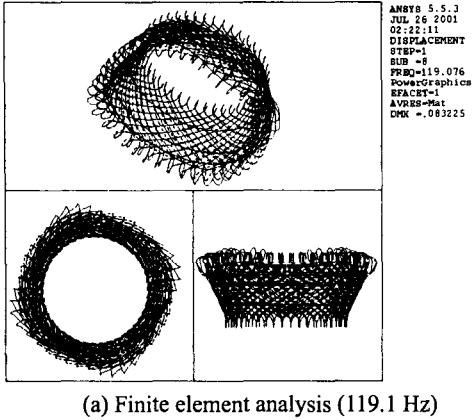 ANSYS 5.5.3
JUL 26 2001
02:22:11
DISPLACEMENT
STEP=1
SUB =8
FREQ=119.076
PowerGraphics
EFACET=1
AVRES=Mat
DMX =.083225
(a) Finite element analysis (119.1 Hz)